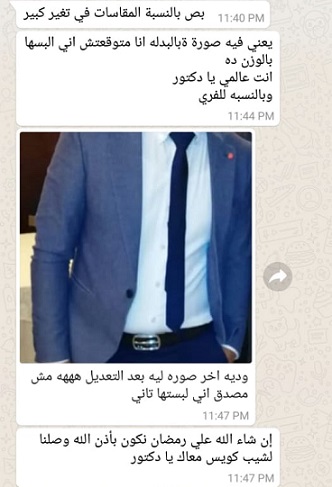 بص بالنسبة المقاسات في تغير كبير
11:40 PM
يعني فيه صورة ةبالبدله انا متوقعتش اني البسها
بالوزن ده
انت عالمي يا دكتور
وبالنسبه للفري
11:44 PM
وديه اخر صوره ليه بعد التعديل هههه مش
مصدق اني لبستها تاني
11:47 PM
إن شاء الله علي رمضان نكون بأذن الله وصلنا
لشيب كويس معاك يا دكتور
11:47 PM